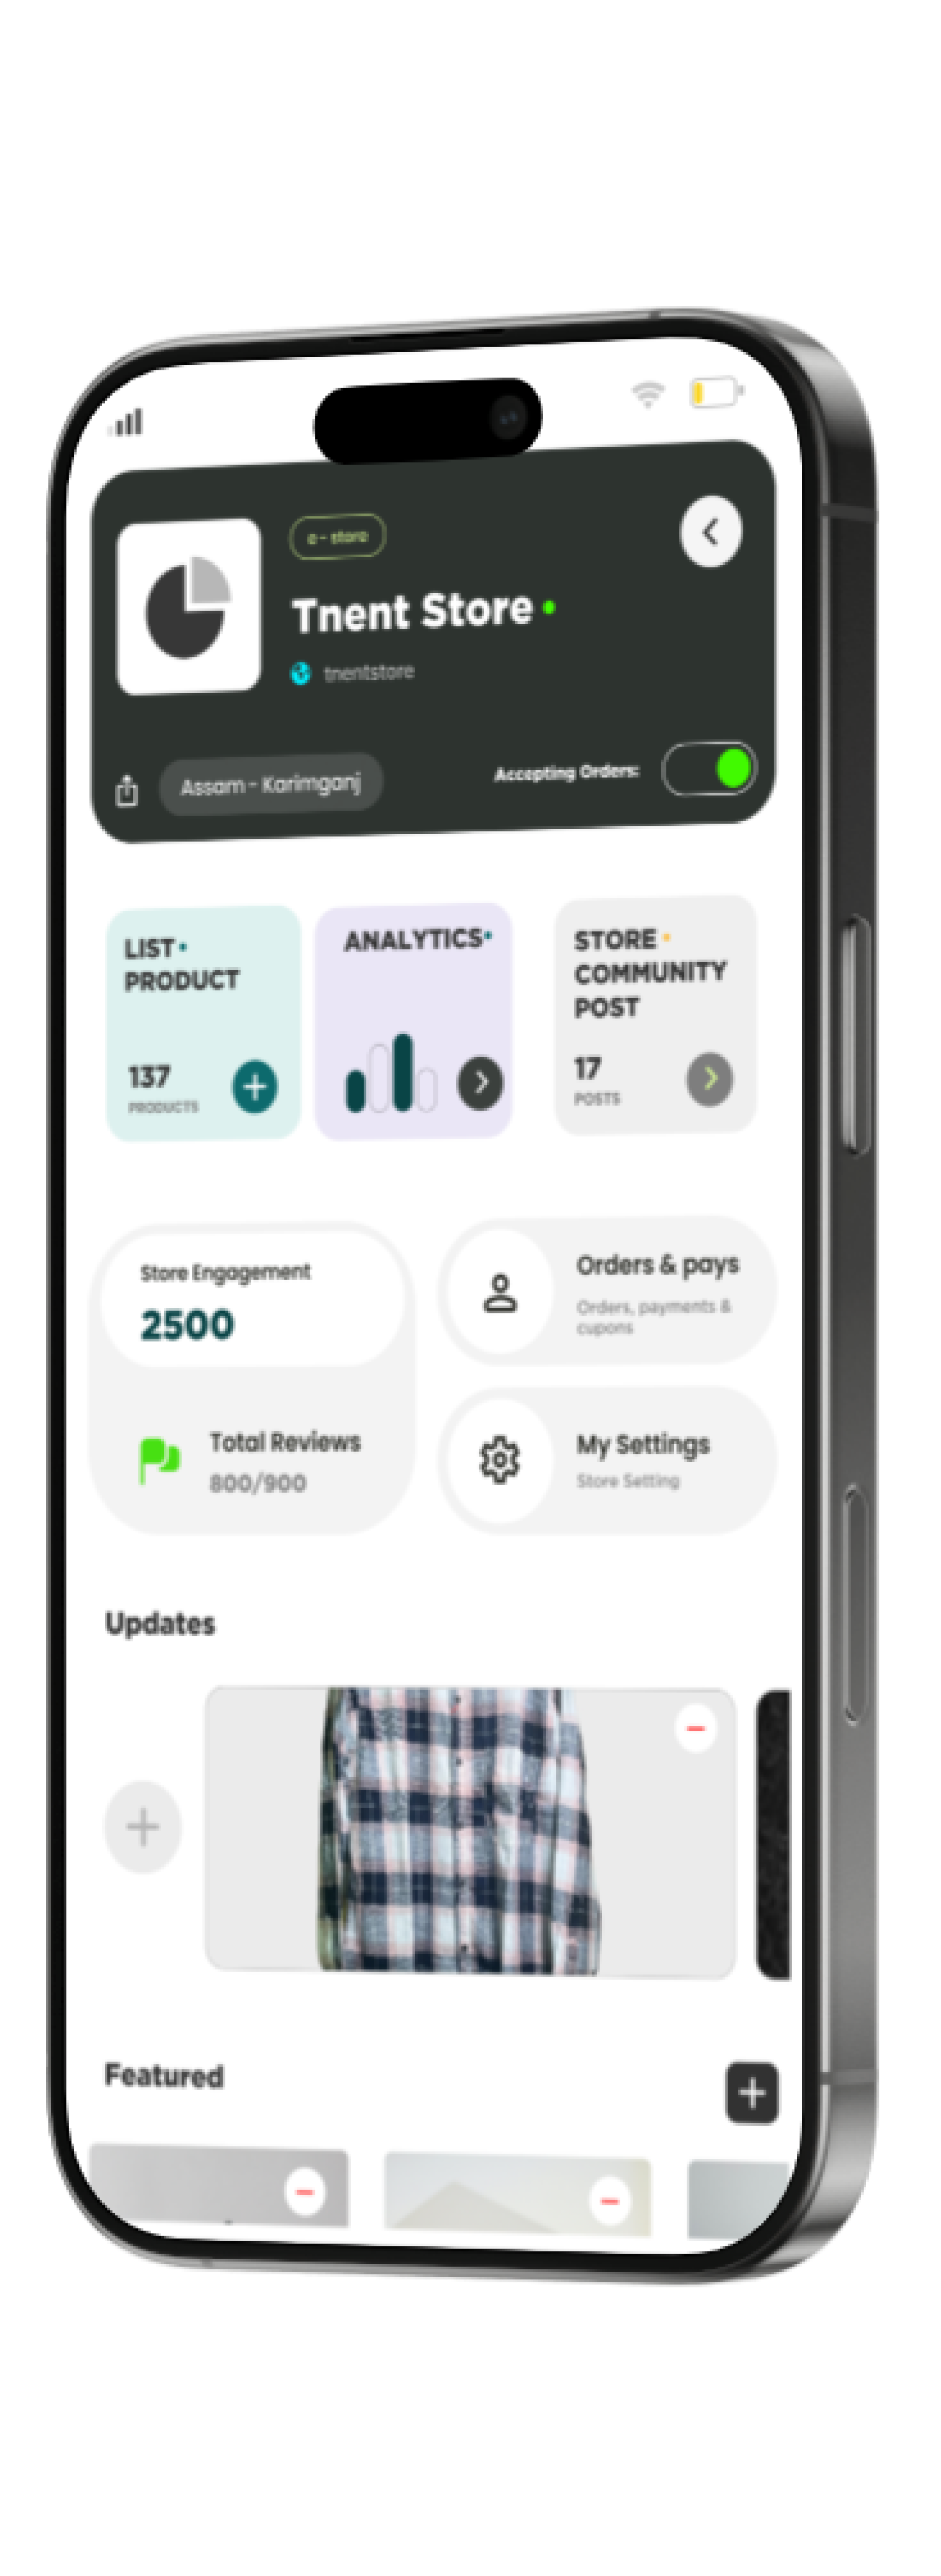 e - store
Tnent Store
tnentstore
Assam - Karimganj
Accepting Orders:
LIST
PRODUCT
137
PRODUCTS
ANALYTICS
STORE
COMMUNITY
POST
17
POSTS
Store Engagement
2500
Total Reviews
800/900
Orders & pays
Orders, payments &
cupons
My Settings
Store Setting
Updates
Featured